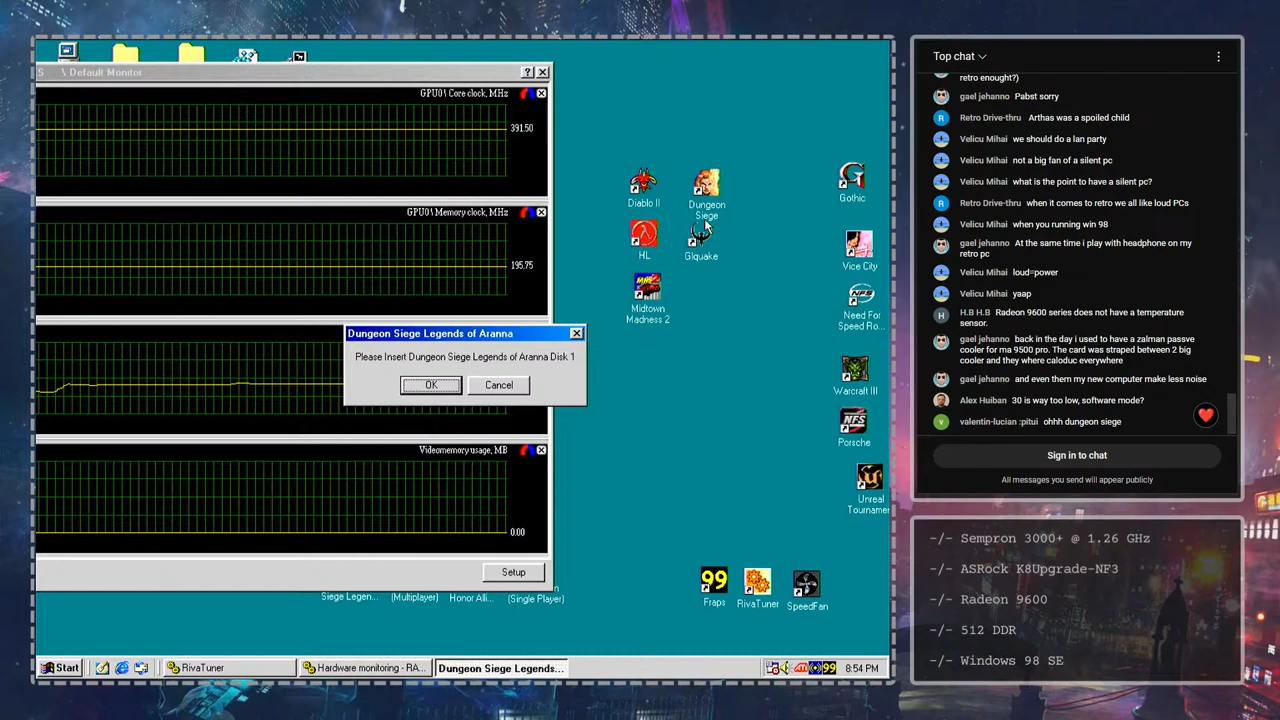 S \ Default Monitor
GPU0 \ Core clock, MHz
391.50
GPU0 \ Memory clock, MHz
195.75
Videomemory usage, MB
0.00
Setup
Dungeon Siege Legends of Aranna
Please Insert Dungeon Siege Legends of Aranna Disk 1
OK
Cancel
Diablo II
Dungeon
Siege
HL
Glquake
Midtown
Madness 2
Gothic
Vice City
Need For
Speed Ro...
Warcraft III
Porsche
Unreal
Tournamer
Siege Legen...
(Multiplayer)
Honor Alli...
(Single Player)
99
Fraps
RivaTuner
SpeedFan
Start
RivaTuner
Hardware monitoring - RA...
Dungeon Siege Legends...
99
8:54 PM
Top chat
retro enought?)
gael jehanno Pabst sorry
Retro Drive-thru Arthas was a spoiled child
Velicu Mihai we should do a lan party
Velicu Mihai not a big fan of a silent pc
Velicu Mihai what is the point to have a silent pc?
Retro Drive-thru when it comes to retro we all like loud PCs
Velicu Mihai when you running win 98
gael jehanno At the same time i play with headphone on my
retro pc
Velicu Mihai loud=power
Velicu Mihai yaap
H.B H.B Radeon 9600 series does not have a temperature
sensor.
gael jehanno back in the day i used to have a zalman passve
cooler for ma 9500 pro. The card was straped between 2 big
cooler and they where caloduc everywhere
gael jehanno and even them my new computer make less noise
Alex Huiban 30 is way too low, software mode?
valentin-lucian :pitui ohhh dungeon siege
Sign in to chat
All messages you send will appear publicly
-/- Sempron 3000+ @ 1.26 GHz
-/- ASRock K8Upgrade-NF3
-/- Radeon 9600
-/- 512 DDR
-/- Windows 98 SE